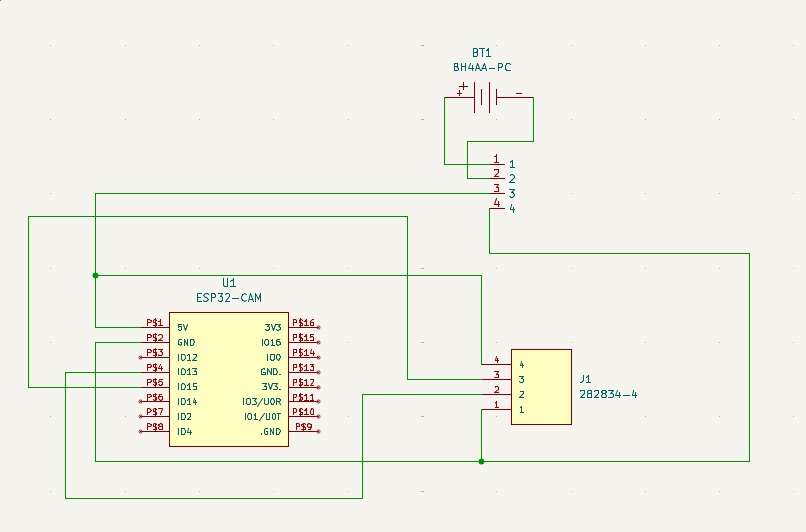 BT1
BH4AA-PC
+ + -
1 1
2 2
3 3
4 4
U1
ESP32-CAM
P$1 5V 3V3 P$16
P$2 GND IO16 P$15
P$3 IO12 IO0 P$14
P$4 IO13 GND. P$13
P$5 IO15 3V3. P$12
P$6 IO14 IO3/U0R P$11
P$7 IO2 IO1/U0T P$10
P$8 IO4 .GND P$9
4 4
3 3
2 2
1 1
J1
282834-4